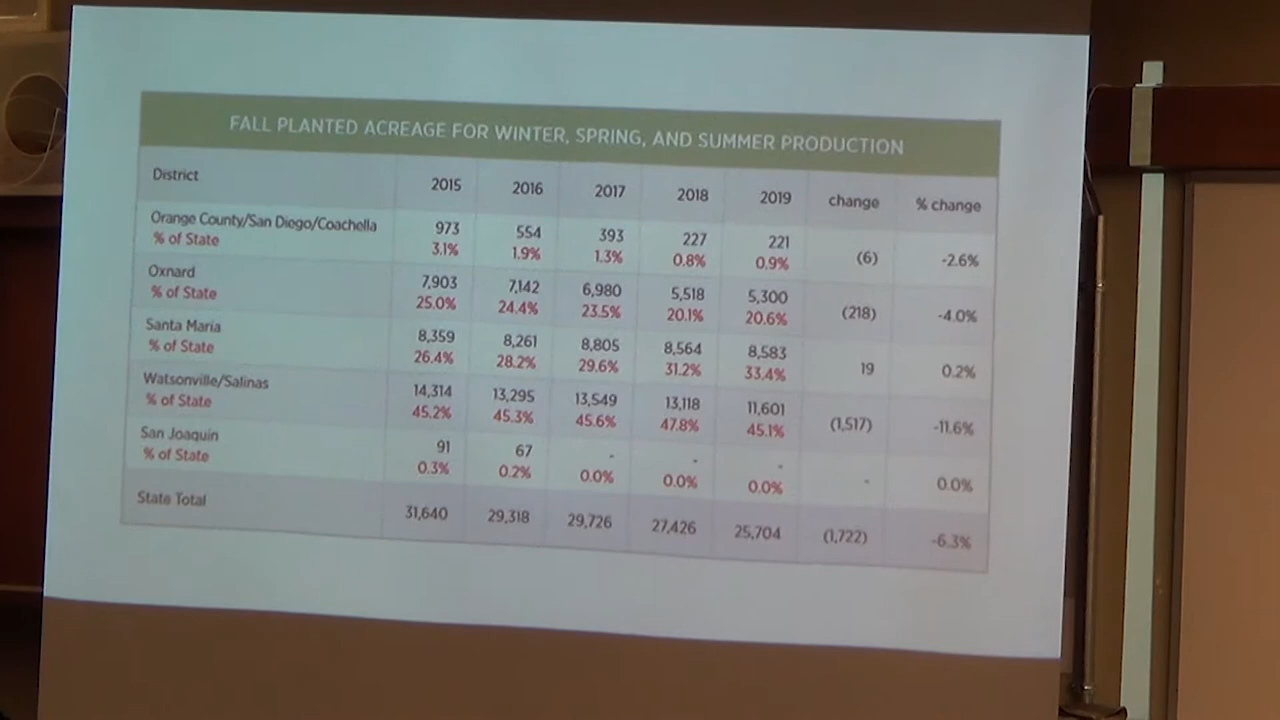 FALL PLANTED ACREAGE FOR WINTER, SPRING, AND SUMMER PRODUCTION
District 2015 2016 2017 2018 2019 change % change
Orange County/San Diego/Coachella 973 554 393 227 221 (6) -2.6%
% of State 3.1% 1.9% 1.3% 0.8% 0.9%
Oxnard 7,903 7,142 6,980 5,518 5,300 (218) -4.0%
% of State 25.0% 24.4% 23.5% 20.1% 20.6%
Santa Maria 8,359 8,261 8,805 8,564 8,583 19 0.2%
% of State 26.4% 28.2% 29.6% 31.2% 33.4%
Watsonville/Salinas 14,314 13,295 13,549 13,118 11,601 (1,517) -11.6%
% of State 45.2% 45.3% 45.6% 47.8% 45.1%
San Joaquin 91 67 - - - - 0.0%
% of State 0.3% 0.2% 0.0% 0.0% 0.0%
State Total 31,640 29,318 29,726 27,426 25,704 (1,722) -6.3%